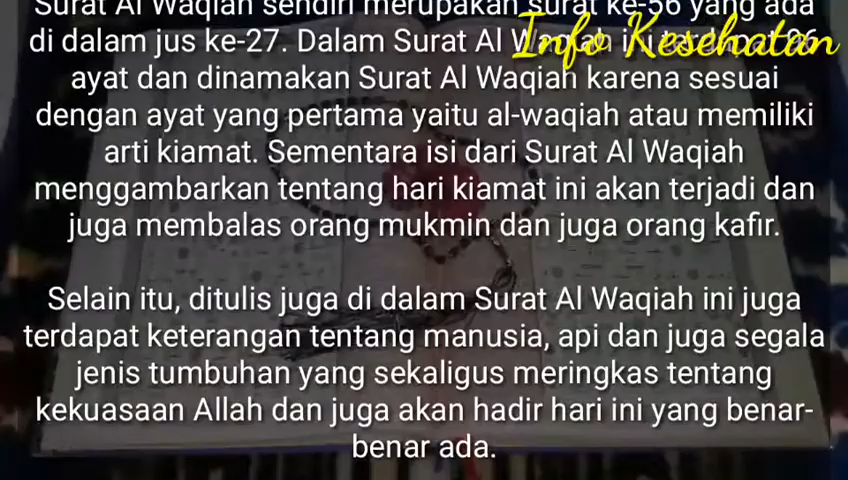 Surat Al Waqiah sendiri merupakan surat ke-56 yang ada
di dalam jus ke-27. Dalam Surat Al Waqiah ini 96
Info Kesehatan
ayat dan dinamakan Surat Al Waqiah karena sesuai
dengan ayat yang pertama yaitu al-waqiah atau memiliki
arti kiamat. Sementara isi dari Surat Al Waqiah
menggambarkan tentang hari kiamat ini akan terjadi dan
juga membalas orang mukmin dan juga orang kafir.
Selain itu, ditulis juga di dalam Surat Al Waqiah ini juga
terdapat keterangan tentang manusia, api dan juga segala
jenis tumbuhan yang sekaligus meringkas tentang
kekuasaan Allah dan juga akan hadir hari ini yang benar-
benar ada.